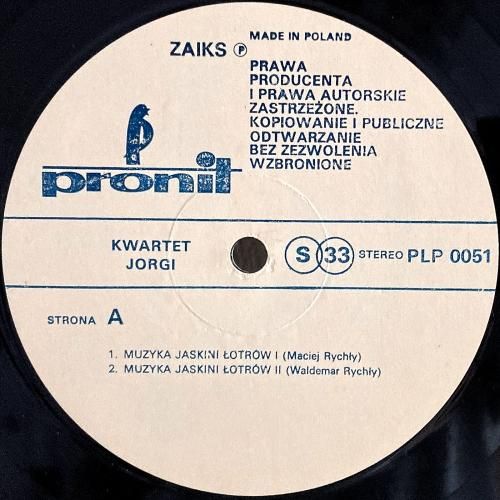 MADE IN POLAND
ZAIKS Ⓟ
PRAWA
PRODUCENTA
I PRAWA AUTORSKIE
ZASTRZEŻONE.
KOPIOWANIE I PUBLICZNE
ODTWARZANIE
BEZ ZEZWOLENIA
WZBRONIONE
pronit
KWARTET
JORGI
S 33 STEREO PLP 0051
STRONA A
1. MUZYKA JASKINI ŁOTRÓW I (Maciej Rychły)
2. MUZYKA JASKINI ŁOTRÓW II (Waldemar Rychły)